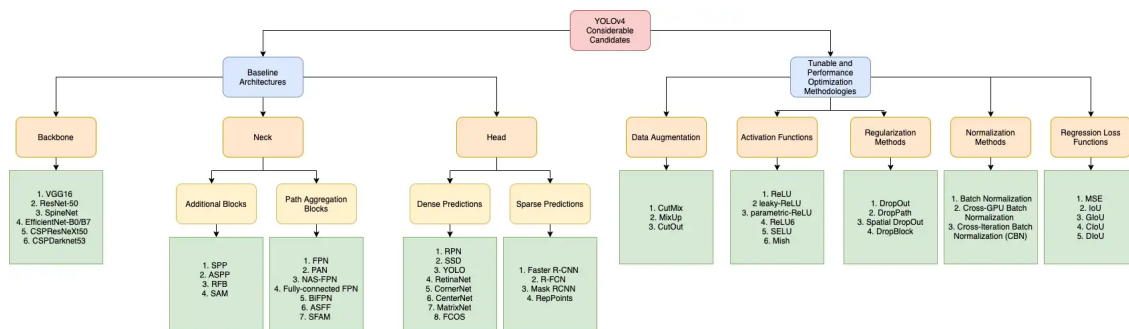 YOLOv4
Considerable
Candidates
Baseline
Architectures
Tunable and
Performance
Optimization
Methodologies
Backbone
Neck
Head
Data Augmentation
Activation Functions
Regularization
Methods
Normalization
Methods
Regression Loss
Functions
1. VGG16
2. ResNet-50
3. SpineNet
4. EfficientNet-B0/B7
5. CSPResNeXt50
6. CSPDarknet53
Additional Blocks
Path Aggregation
Blocks
Dense Predictions
Sparse Predictions
1. SPP
2. ASPP
3. RFB
4. SAM
1. FPN
2. PAN
3. NAS-FPN
4. Fully-connected FPN
5. BiFPN
6. ASFF
7. SFAM
1. RPN
2. SSD
3. YOLO
4. RetinaNet
5. CornerNet
6. CenterNet
7. MatrixNet
8. FCOS
1. Faster R-CNN
2. R-FCN
3. Mask RCNN
4. RepPoints
1. CutMix
2. MixUp
3. CutOut
1. ReLU
2 leaky-ReLU
3. parametric-ReLU
4. ReLU6
5. SELU
6. Mish
1. DropOut
2. DropPath
3. Spatial DropOut
4. DropBlock
1. Batch Normalization
2. Cross-GPU Batch
Normalization
3. Cross-Iteration Batch
Normalization (CBN)
1. MSE
2. IoU
3. GIoU
4. CIoU
5. DIoU